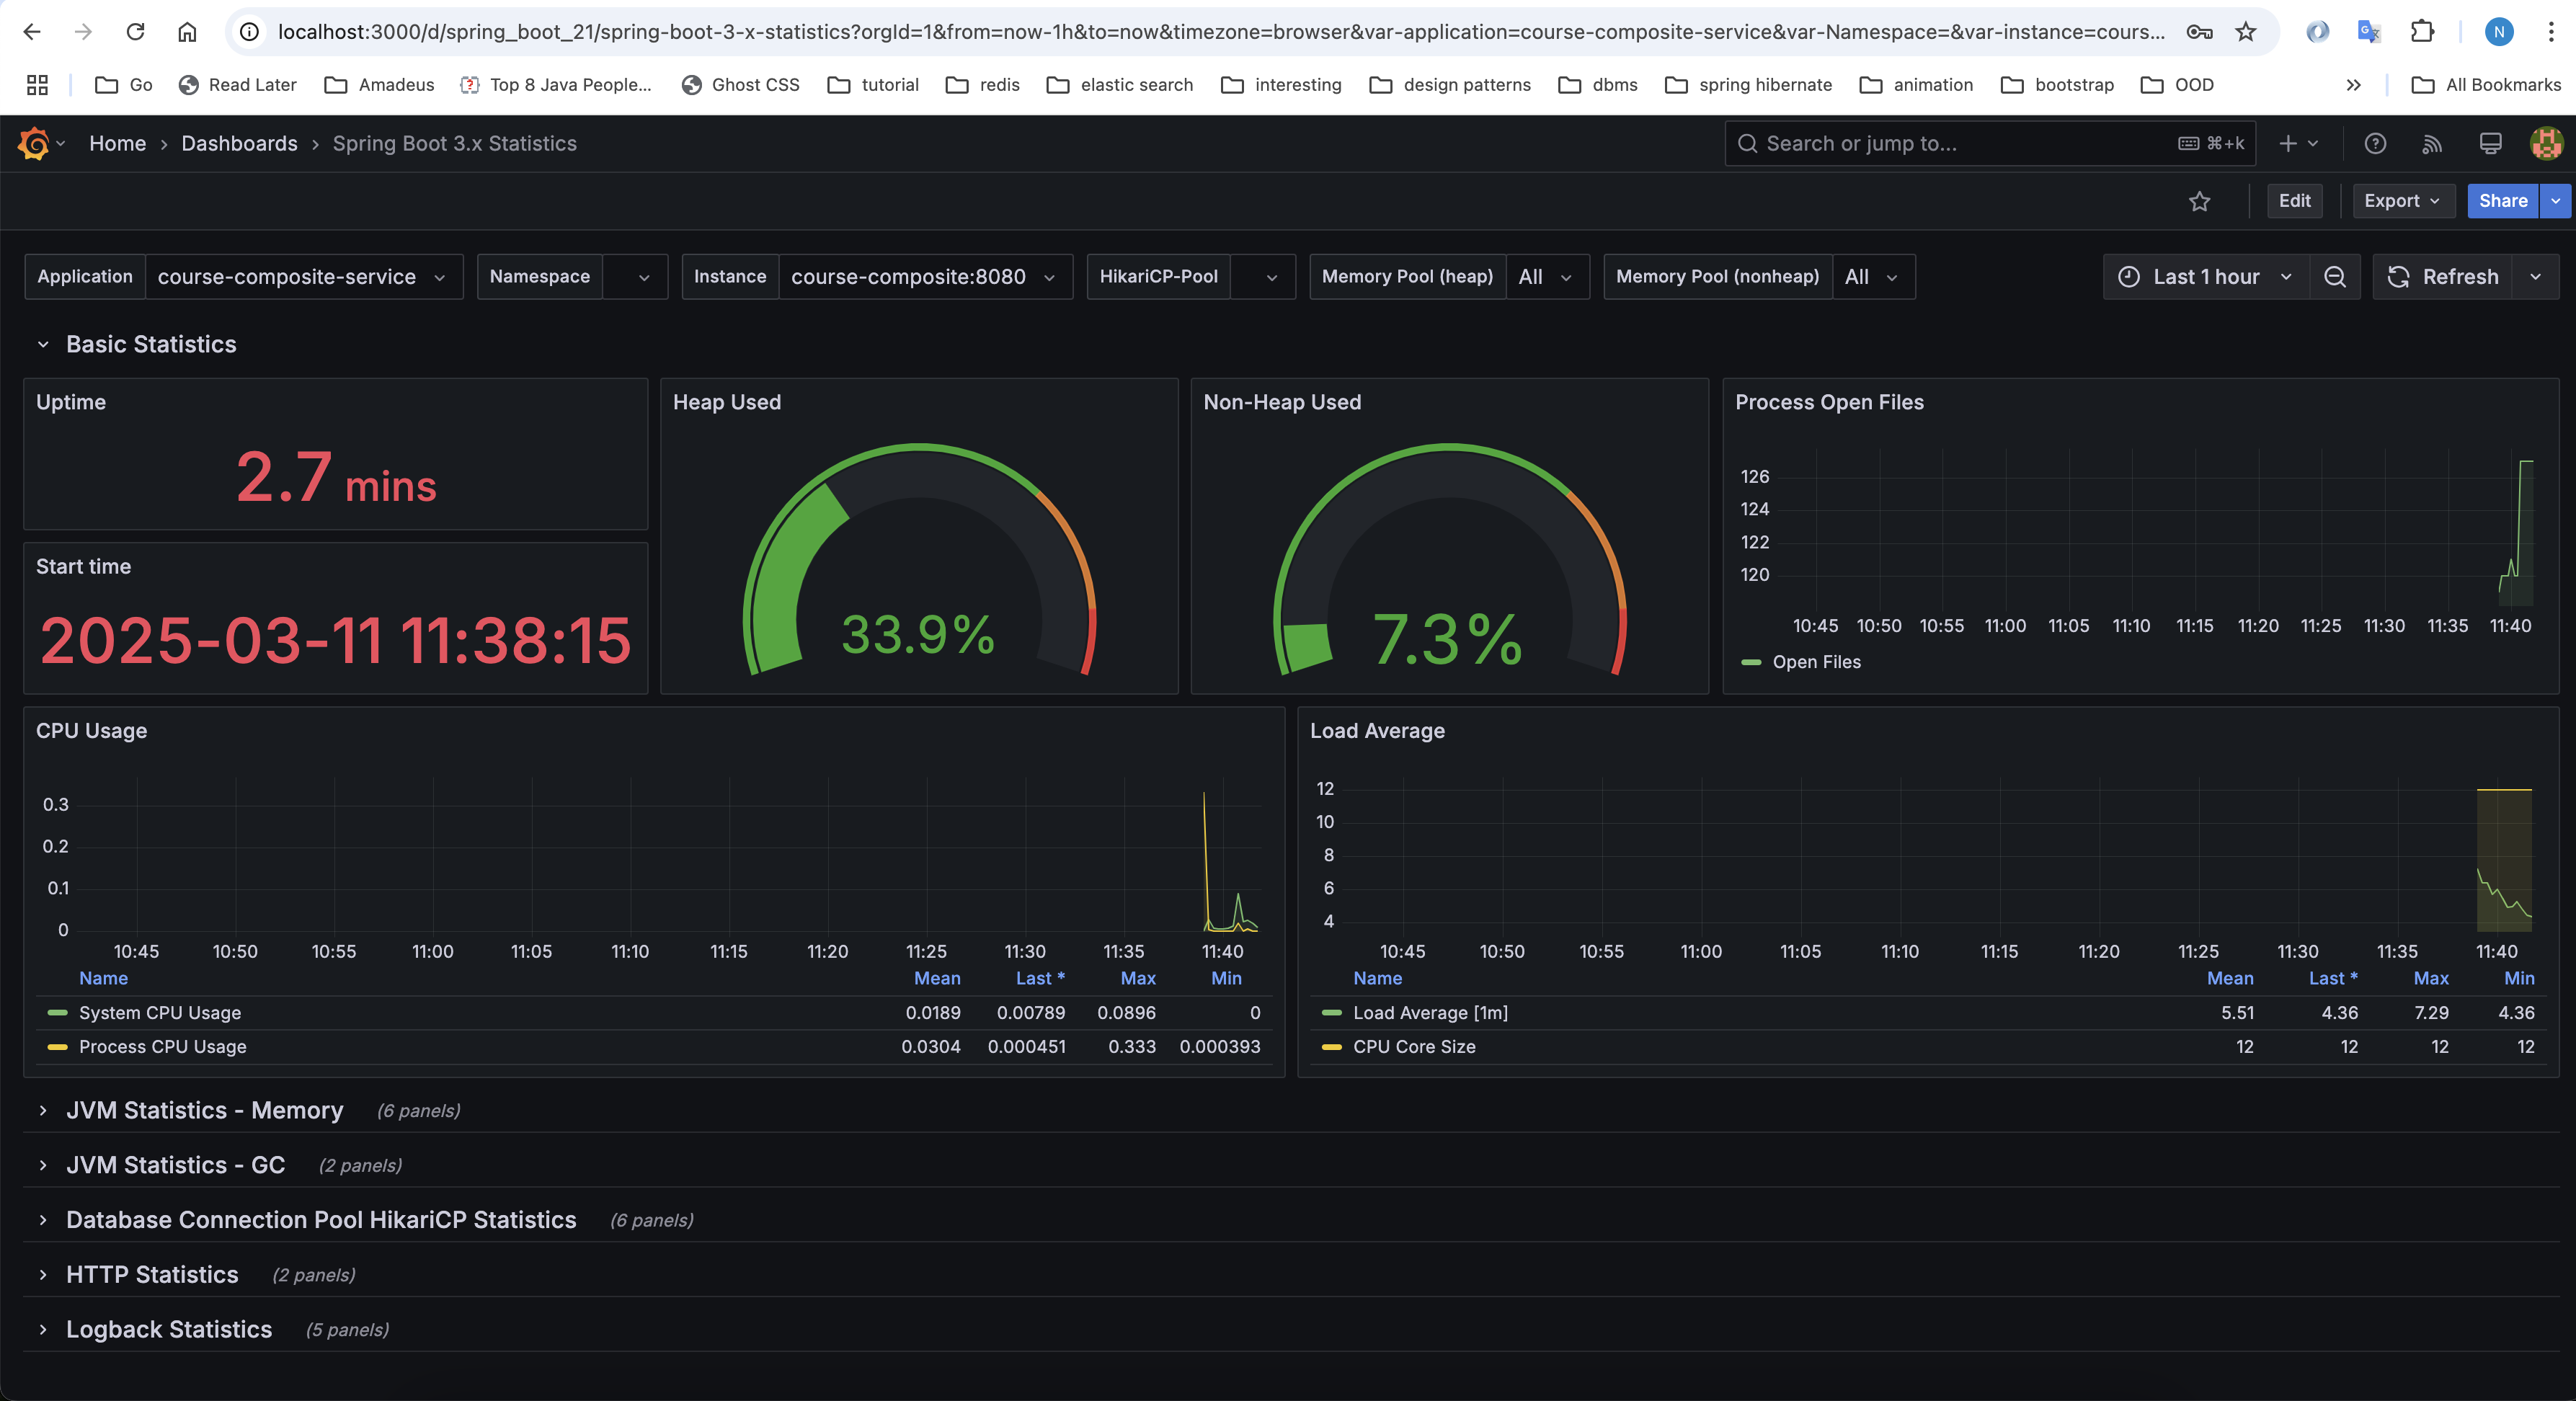 localhost:3000/d/spring_boot_21/spring-boot-3-x-statistics?orgId=1&from=now-1h&to=now&timezone=browser&var-application=course-composite-service&var-Namespace=&var-instance=cours...
N
Go Read Later Amadeus Top 8 Java People... Ghost CSS tutorial redis elastic search interesting design patterns dbms spring hibernate animation bootstrap OOD » All Bookmarks
Home › Dashboards › Spring Boot 3.x Statistics
Search or jump to... ⌘+k
Edit Export Share
Application course-composite-service Namespace Instance course-composite:8080 HikariCP-Pool Memory Pool (heap) All Memory Pool (nonheap) All Last 1 hour Refresh
Basic Statistics
Uptime
2.7 mins
Start time
2025-03-11 11:38:15
Heap Used
33.9%
Non-Heap Used
7.3%
Process Open Files
126
124
122
120
10:45 10:50 10:55 11:00 11:05 11:10 11:15 11:20 11:25 11:30 11:35 11:40
Open Files
CPU Usage
0.3
0.2
0.1
0
10:45 10:50 10:55 11:00 11:05 11:10 11:15 11:20 11:25 11:30 11:35 11:40
Name Mean Last * Max Min
System CPU Usage 0.0189 0.00789 0.0896 0
Process CPU Usage 0.0304 0.000451 0.333 0.000393
Load Average
12
10
8
6
4
10:45 10:50 10:55 11:00 11:05 11:10 11:15 11:20 11:25 11:30 11:35 11:40
Name Mean Last * Max Min
Load Average [1m] 5.51 4.36 7.29 4.36
CPU Core Size 12 12 12 12
JVM Statistics - Memory (6 panels)
JVM Statistics - GC (2 panels)
Database Connection Pool HikariCP Statistics (6 panels)
HTTP Statistics (2 panels)
Logback Statistics (5 panels)